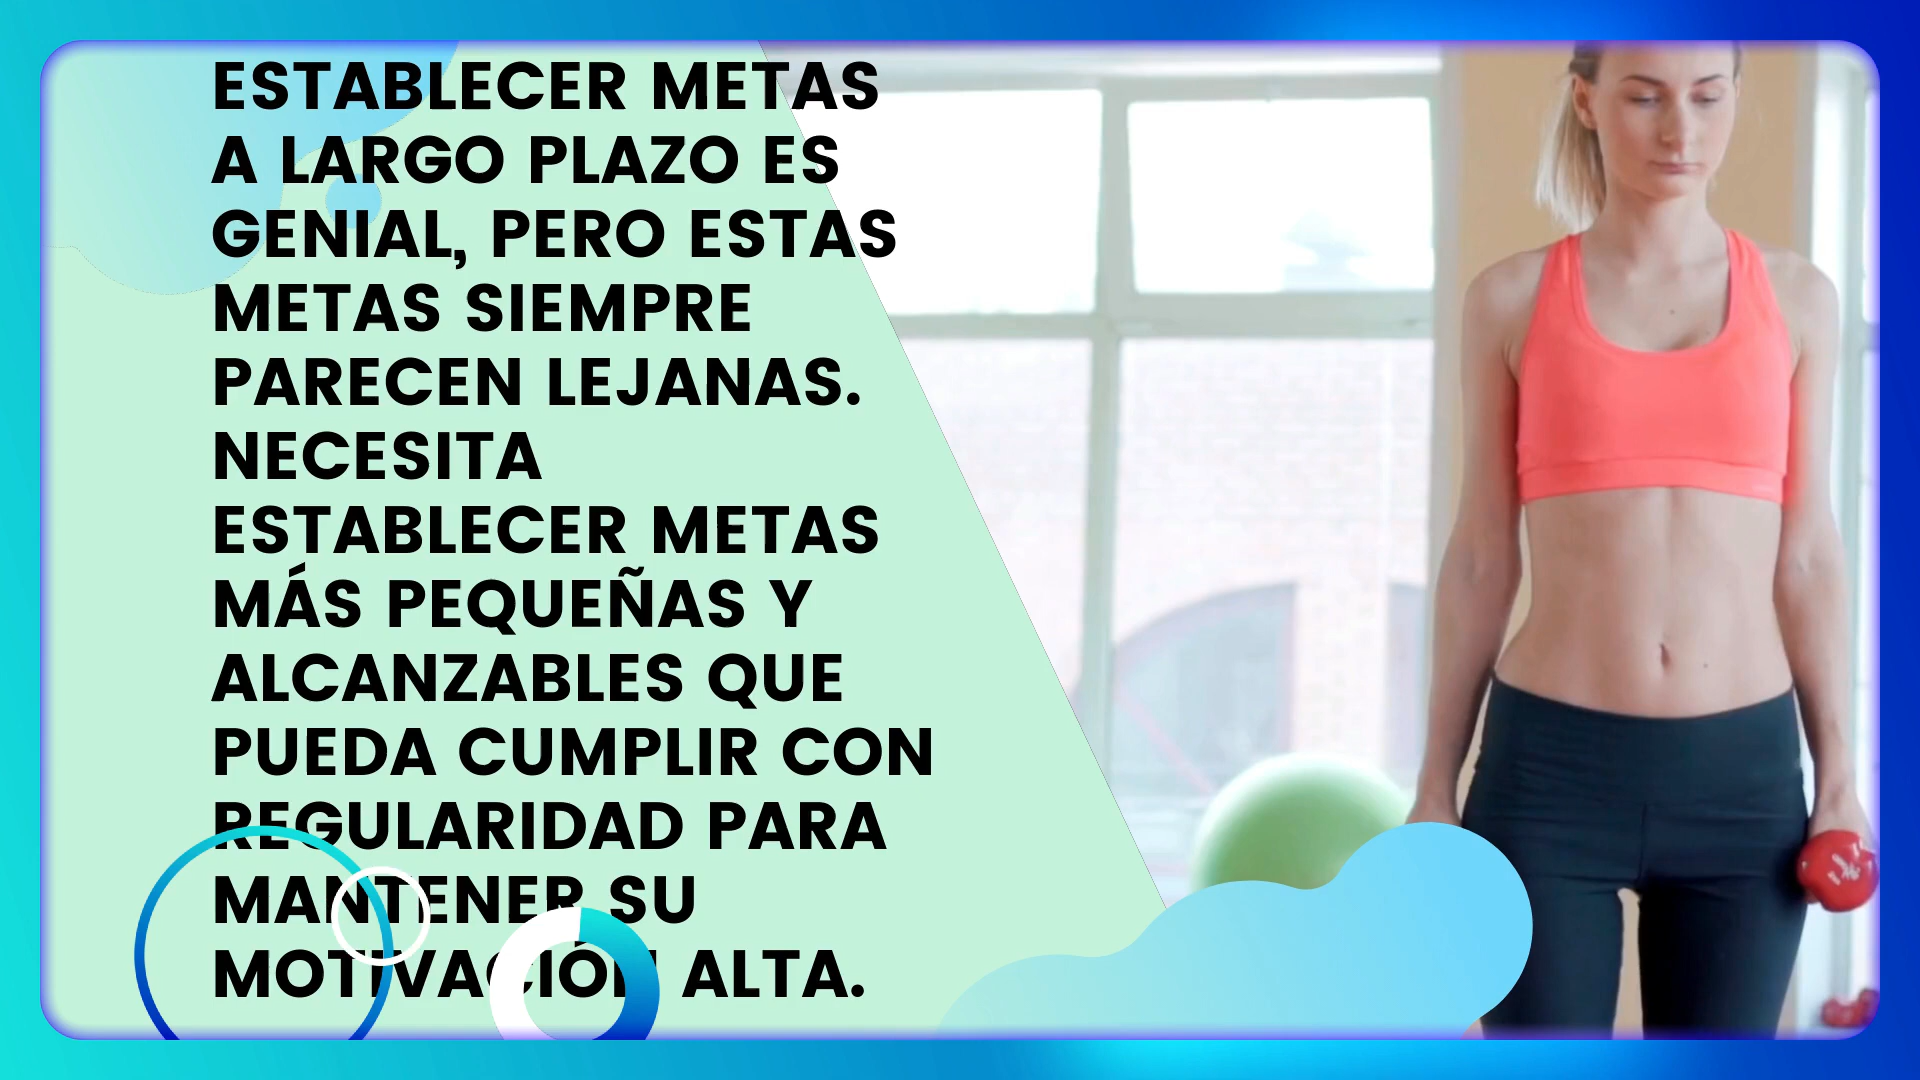 ESTABLECER METAS
A LARGO PLAZO ES
GENIAL, PERO ESTAS
METAS SIEMPRE
PARECEN LEJANAS.
NECESITA
ESTABLECER METAS
MÁS PEQUEÑAS Y
ALCANZABLES QUE
PUEDA CUMPLIR CON
REGULARIDAD PARA
MANTENER SU
MOTIVACIÓN ALTA.